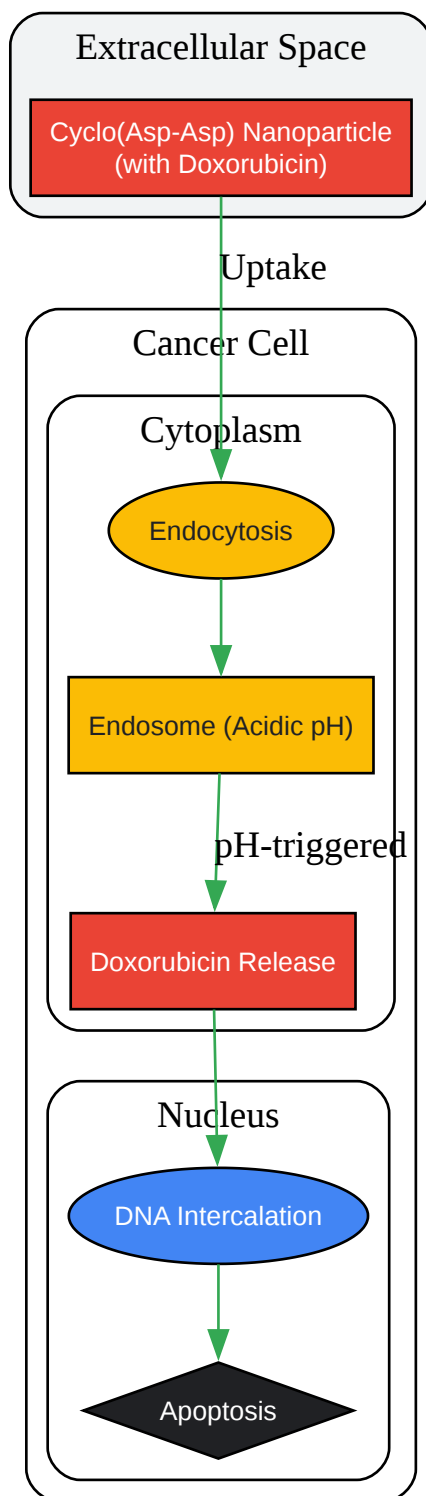 Extracellular Space
Cyclo(Asp-Asp) Nanoparticle
(with Doxorubicin)
Uptake
Cancer Cell
Cytoplasm
Endocytosis
Endosome (Acidic pH)
pH-triggered
Doxorubicin Release
Nucleus
DNA Intercalation
Apoptosis